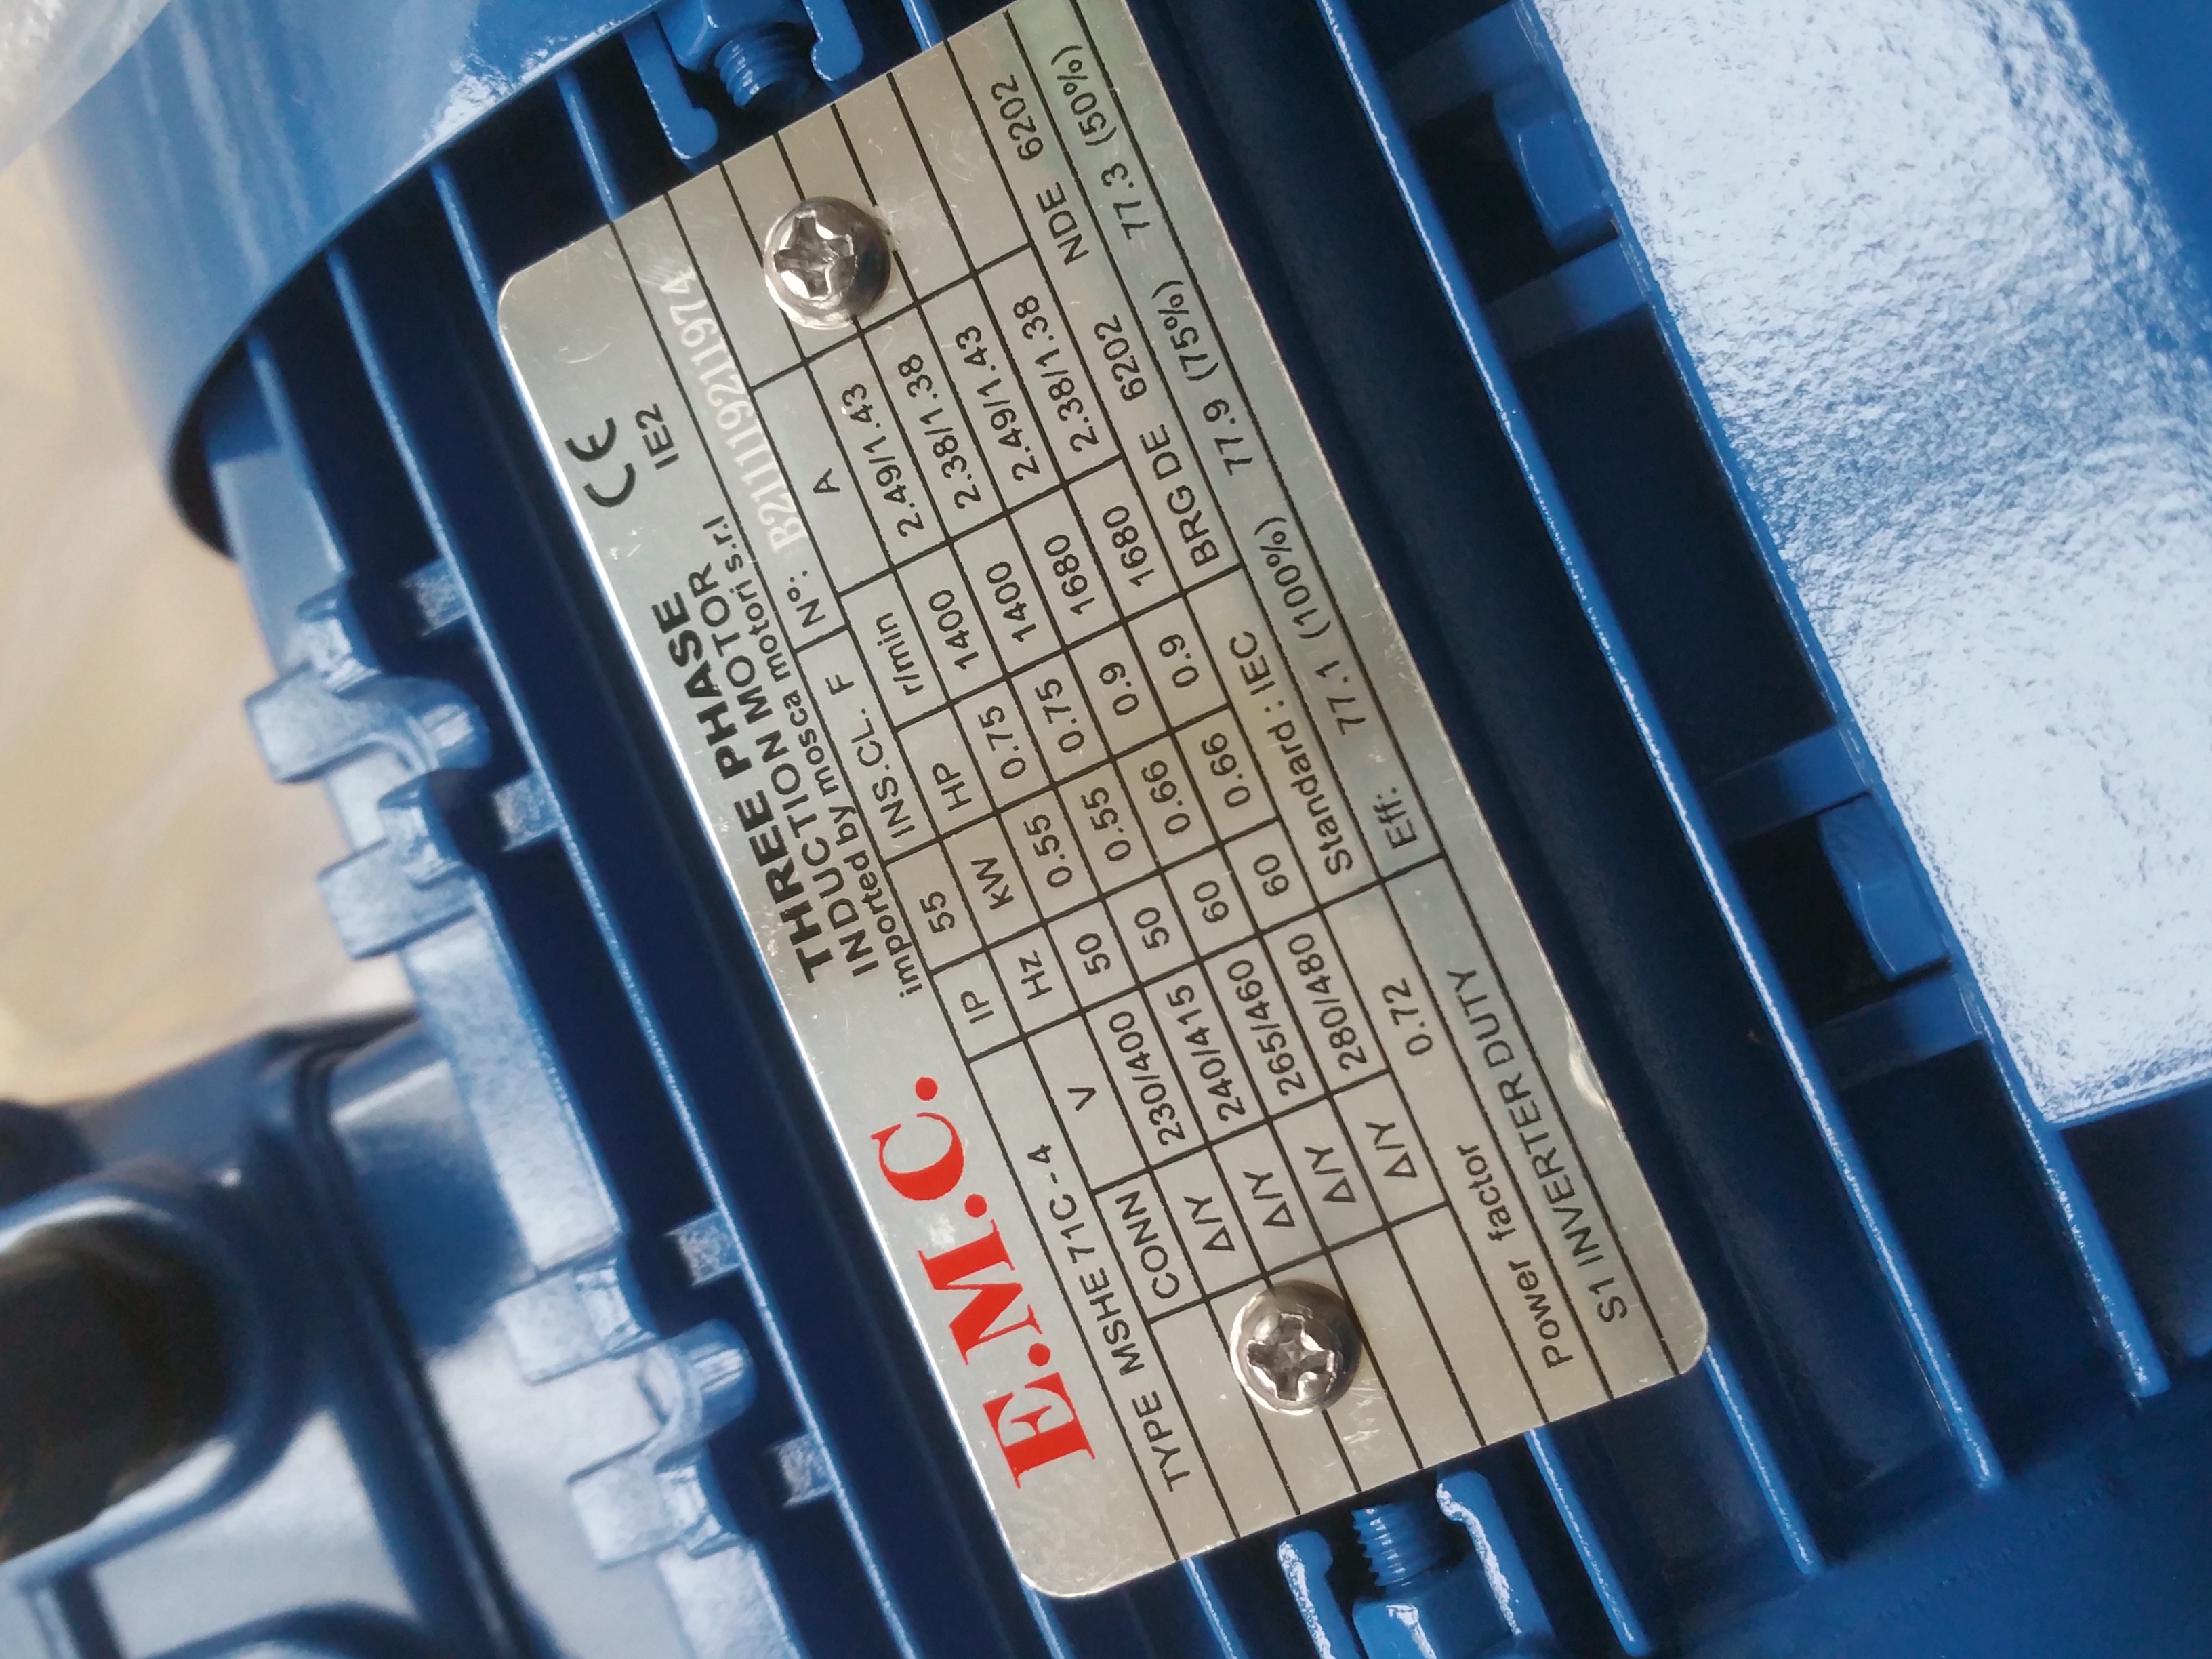 E.M.C. THREE PHASE CE
INDUCTION MOTOR IE2
imported by mosca motori s.r.l
TYPE MSHE 71C-4 IP 55 INS.CL. F N°: B211119211974
CONN V Hz kW HP r/min A
Δ/Y 230/400 50 0.55 0.75 1400 2.49/1.43
Δ/Y 240/415 50 0.55 0.75 1400 2.38/1.38
Δ/Y 265/460 60 0.66 0.9 1680 2.49/1.43
Δ/Y 280/480 60 0.66 0.9 1680 2.38/1.38
Power factor 0.72 Standard : IEC BRG DE 6202 NDE 6202
S1 INVERTER DUTY Eff: 77.1 (100%) 77.9 (75%) 77.3 (50%)